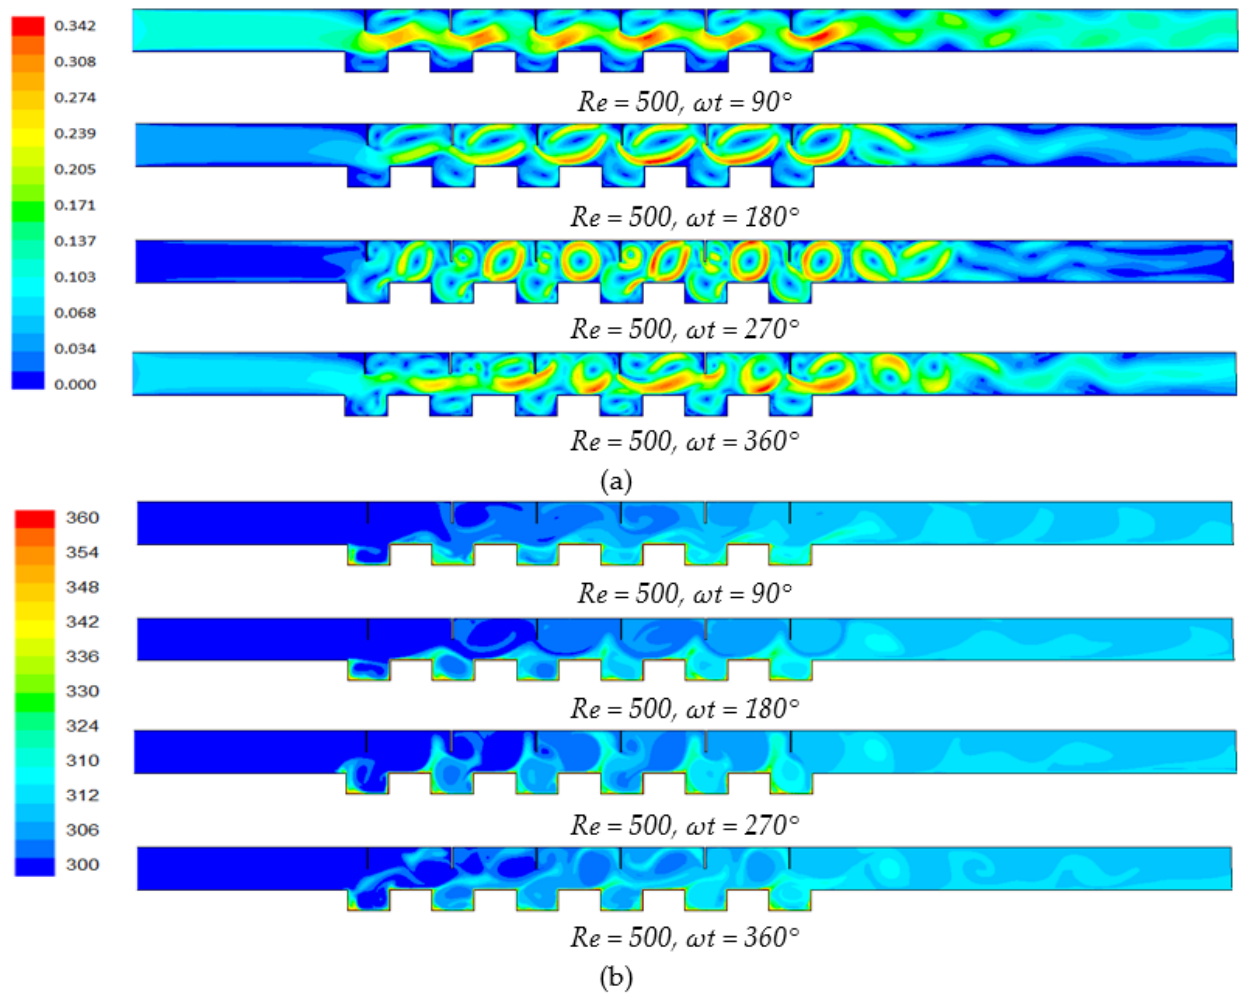 0.342
0.308
0.274
0.239
0.205
0.171
0.137
0.103
0.068
0.034
0.000
Re = 500, ωt = 90°
Re = 500, ωt = 180°
Re = 500, ωt = 270°
Re = 500, ωt = 360°
(a)
360
354
348
342
336
330
324
310
312
306
300
Re = 500, ωt = 90°
Re = 500, ωt = 180°
Re = 500, ωt = 270°
Re = 500, ωt = 360°
(b)